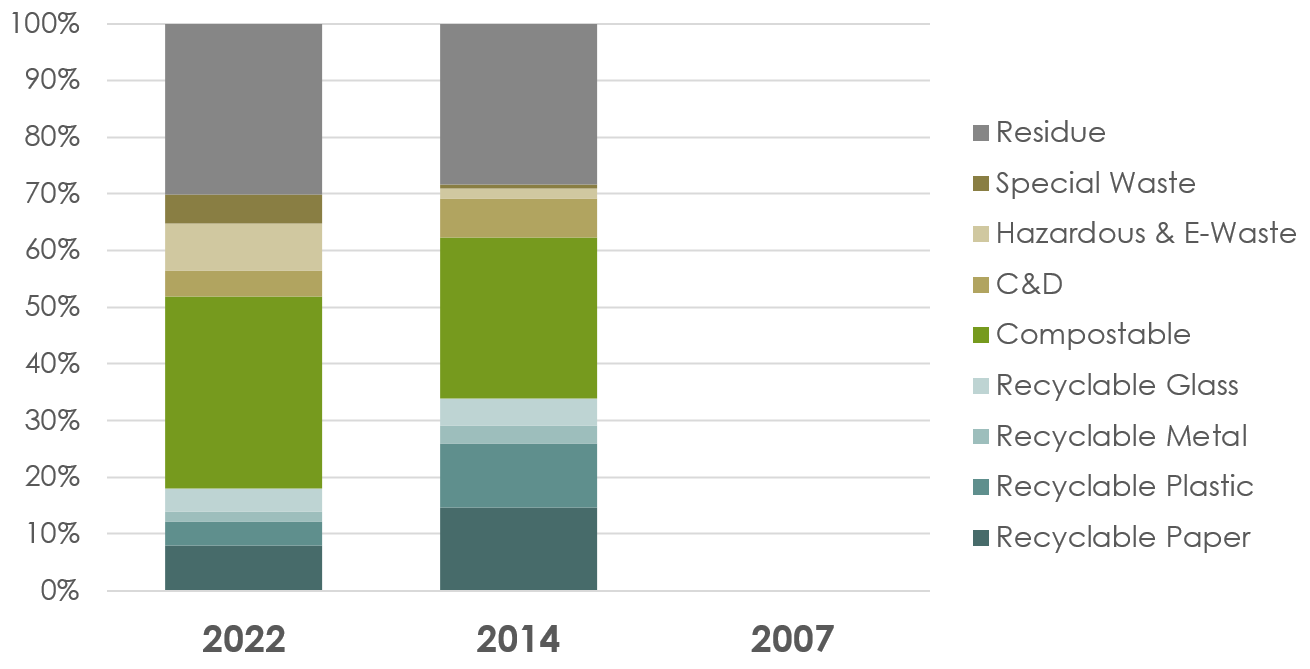 100%
90%
80%
70%
60%
50%
40%
30%
20%
10%
0%
2022
2014
2007
Residue
Special Waste
Hazardous & E-Waste
C&D
Compostable
Recyclable Glass
Recyclable Metal
Recyclable Plastic
Recyclable Paper